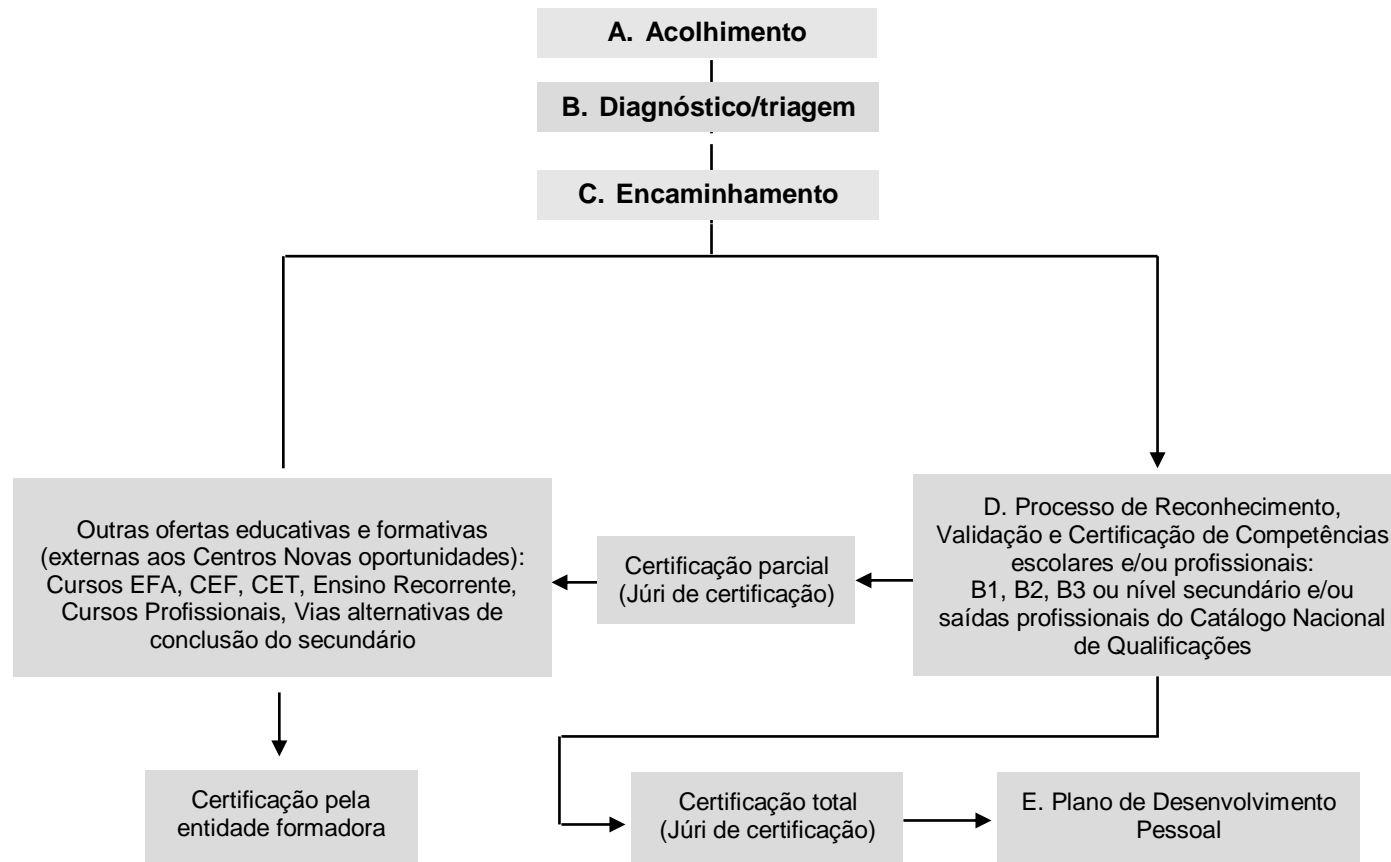 A. Acolhimento
B. Diagnóstico/triagem
C. Encaminhamento
Outras ofertas educativas e formativas
(externas aos Centros Novas oportunidades):
Cursos EFA, CEF, CET, Ensino Recorrente,
Cursos Profissionais, Vias alternativas de
conclusão do secundário
Certificação parcial
(Júri de certificação)
D. Processo de Reconhecimento,
Validação e Certificação de Competências
escolares e/ou profissionais:
B1, B2, B3 ou nível secundário e/ou
saídas profissionais do Catálogo Nacional
de Qualificações
Certificação pela
entidade formadora
Certificação total
(Júri de certificação)
E. Plano de Desenvolvimento
Pessoal